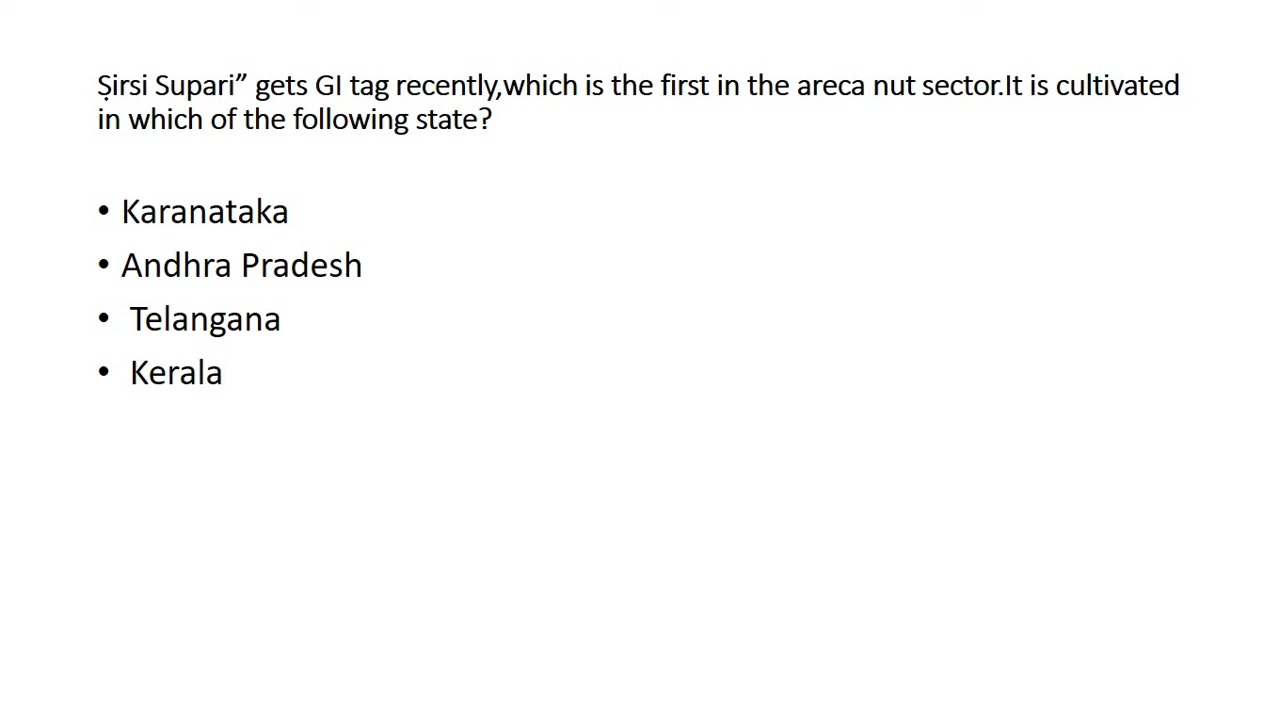 Sirsi Supari” gets GI tag recently,which is the first in the areca nut sector.It is cultivated
in which of the following state?
• Karanataka
• Andhra Pradesh
• Telangana
• Kerala